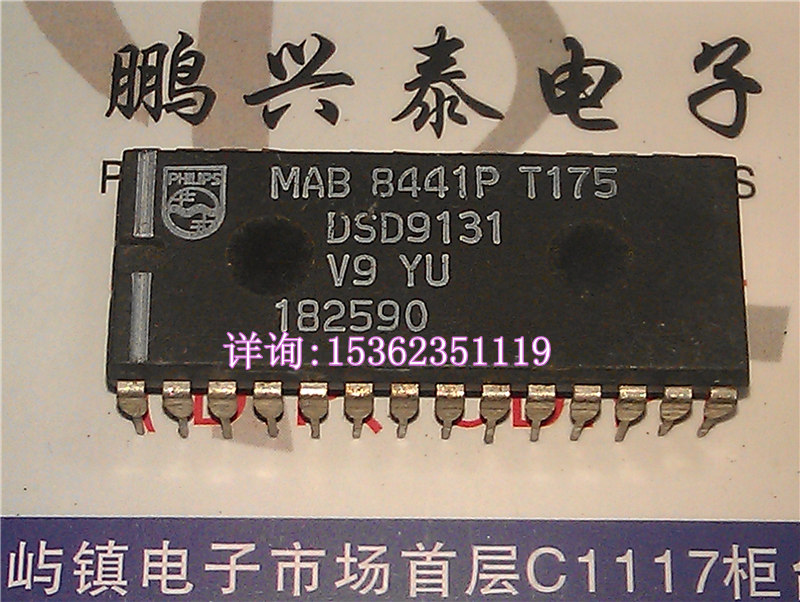 鹏兴泰电子
P
S
PHILIPS
MAB 8441P T175
DSD9131
V9 YU
182590
详询:15362351119
屿镇电子市场首层C1117柜台